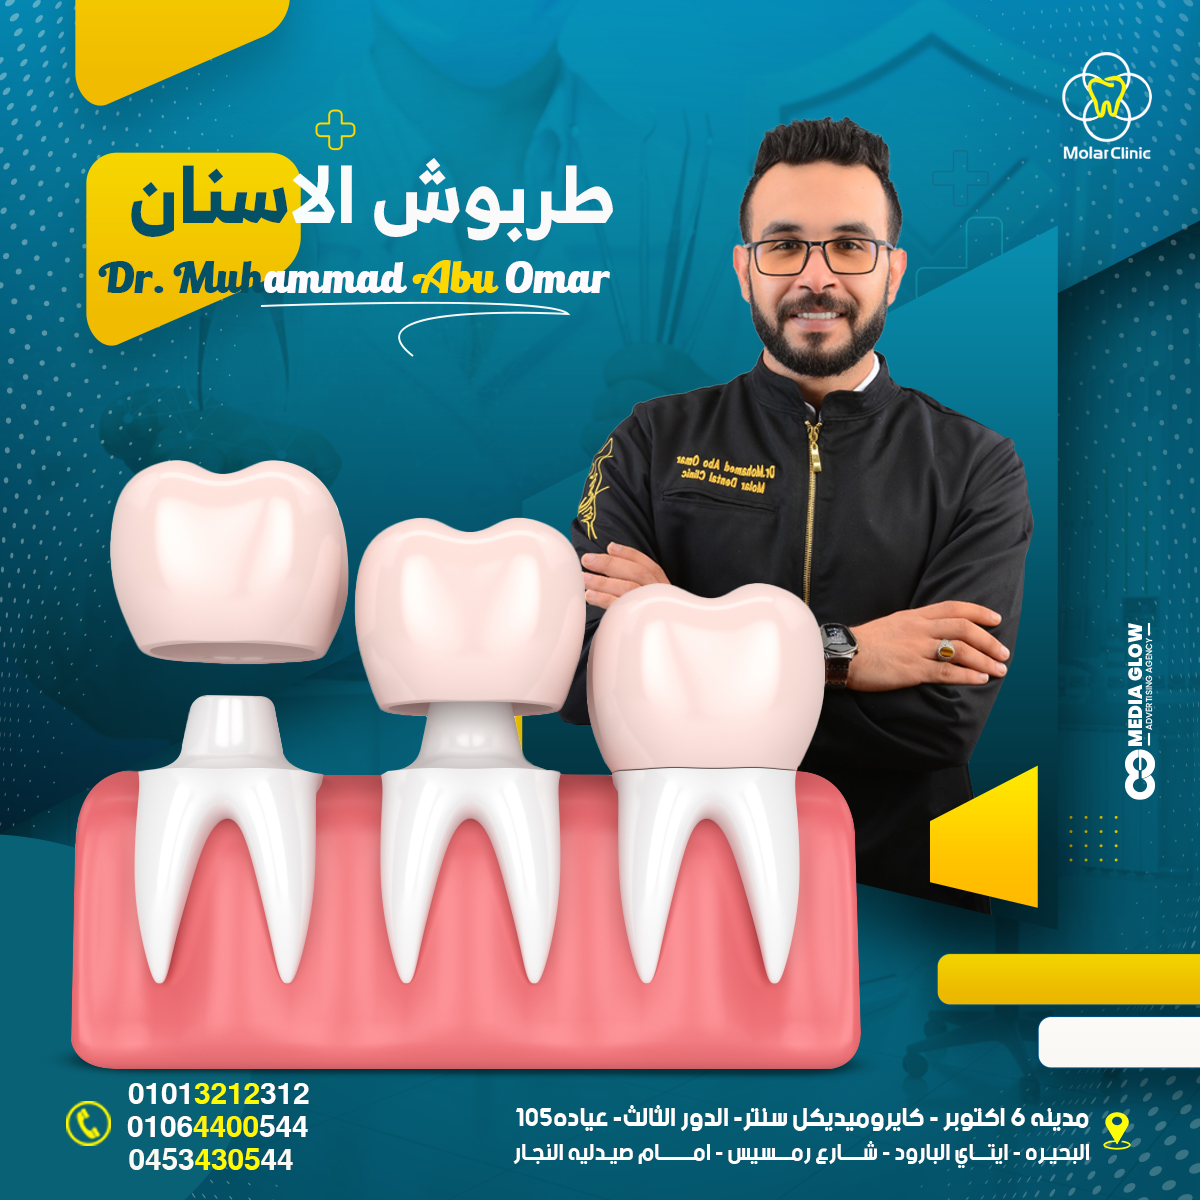 Molar Clinic
طربوش الاسنان
Dr. Muhammad Abu Omar
Dr.Mohamed Abo Omar
Molar Dental Clinic
MEDIA GLOW
ADVERTISING AGENCY
01013212312
01064400544
0453430544
مدينه 6 اكتوبر - كايروميديكل سنتر- الدور الثالث- عياده105
البحيره - ايتاي البارود - شارع رمسيس - امام صيدليه النجار